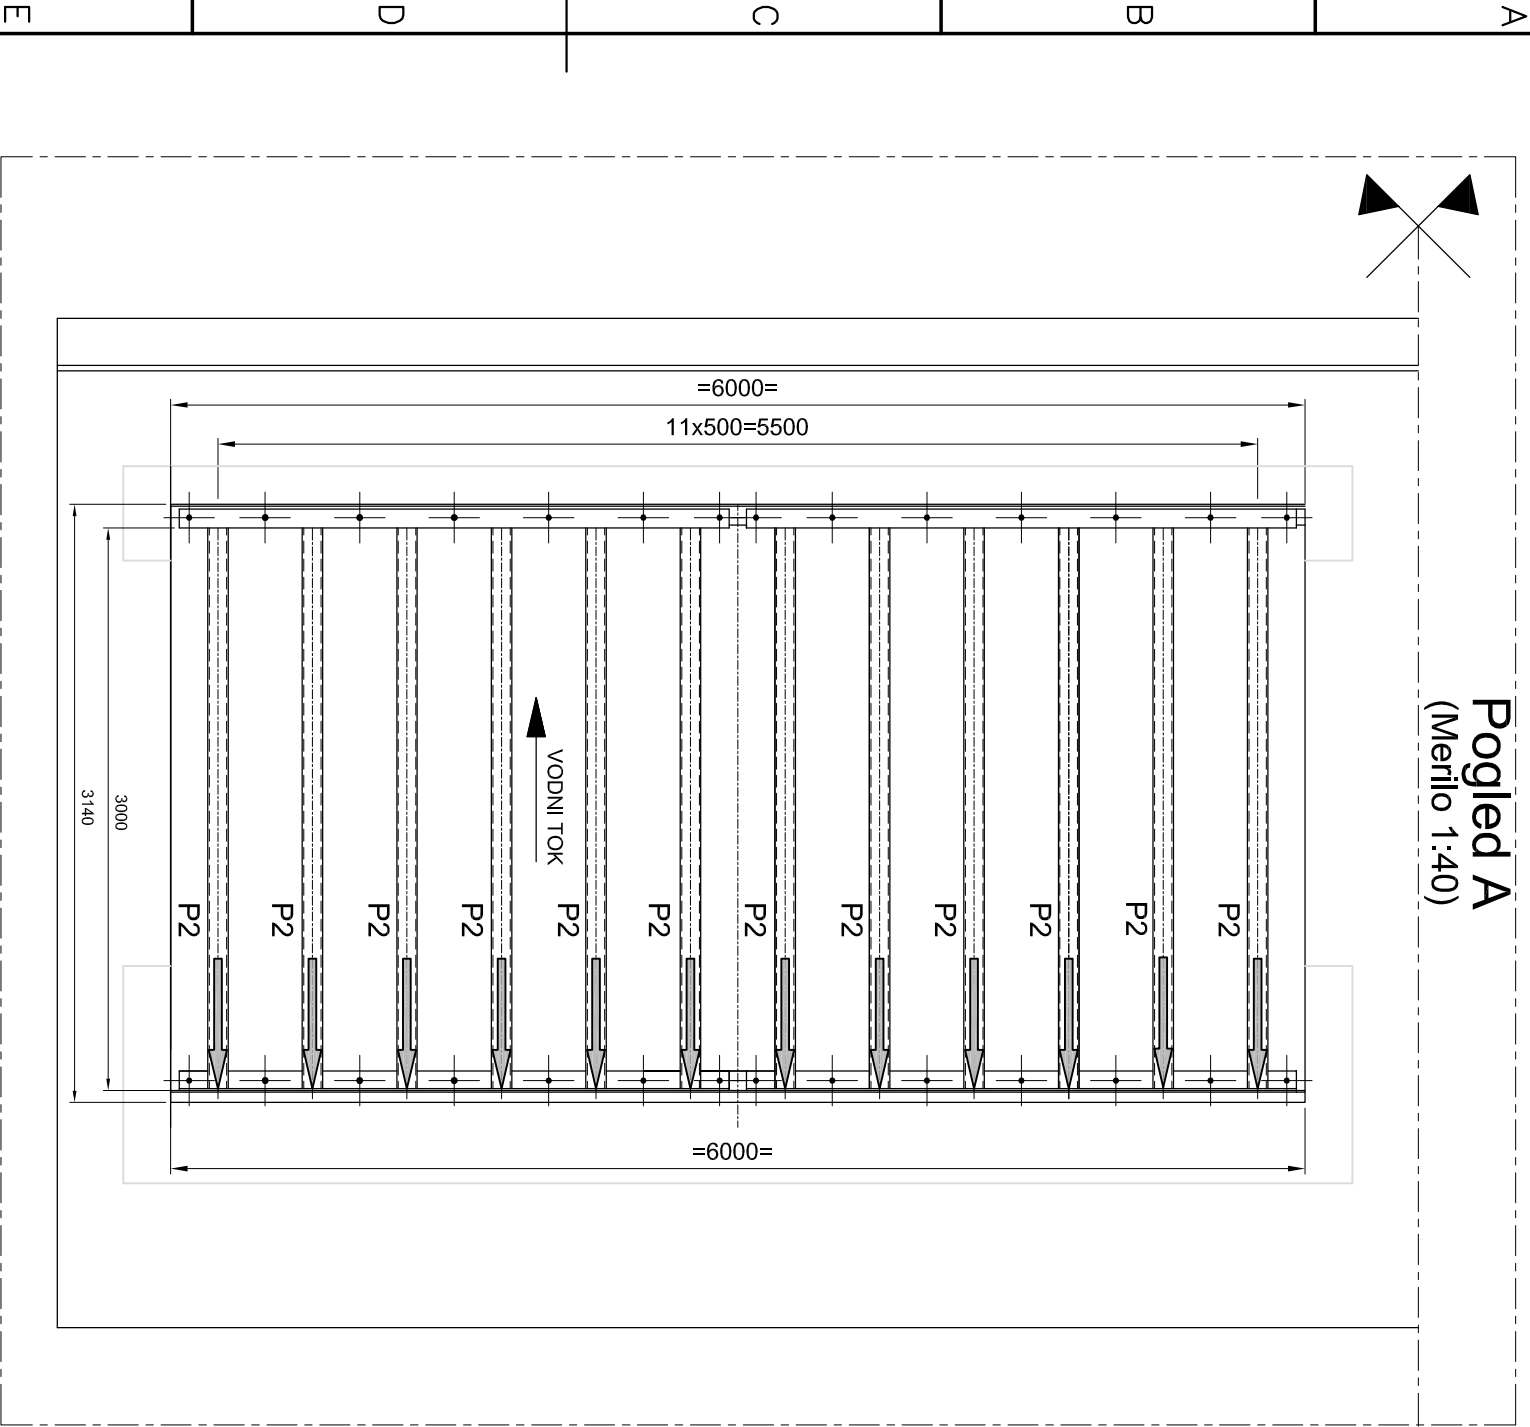 E
D
C
B
A
Pogled A
(Merilo 1:40)
=6000=
11x500=5500
VODNI TOK
3000
3140
P2
P2
P2
P2
P2
P2
P2
P2
P2
P2
P2
P2
=6000=